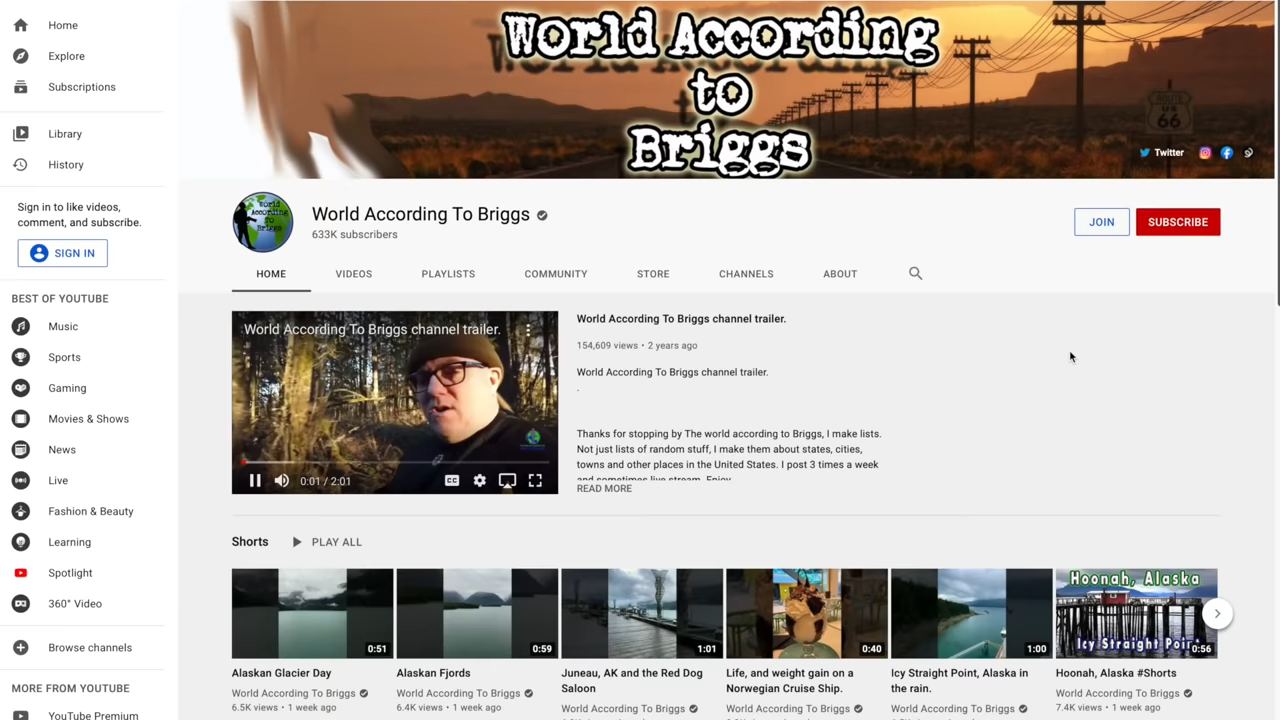 Home
Explore
Subscriptions
Library
History
Sign in to like videos,
comment, and subscribe.
SIGN IN
BEST OF YOUTUBE
Music
Sports
Gaming
Movies & Shows
News
Live
Fashion & Beauty
Learning
Spotlight
360° Video
Browse channels
MORE FROM YOUTUBE
YouTube Premium
World According
to
Briggs
ROUTE
US
66
Twitter
World According To Briggs
633K subscribers
JOIN
SUBSCRIBE
HOME
VIDEOS
PLAYLISTS
COMMUNITY
STORE
CHANNELS
ABOUT
World According To Briggs channel trailer.
0:01 / 2:01
CC
World According To Briggs channel trailer.
154,609 views • 2 years ago
World According To Briggs channel trailer.
.
Thanks for stopping by The world according to Briggs, I make lists.
Not just lists of random stuff, I make them about states, cities,
towns and other places in the United States. I post 3 times a week
and sometimes live stream. Enjoy
READ MORE
Shorts
PLAY ALL
0:51
Alaskan Glacier Day
World According To Briggs
6.5K views • 1 week ago
0:59
Alaskan Fjords
World According To Briggs
6.4K views • 1 week ago
1:01
Juneau, AK and the Red Dog
Saloon
World According To Briggs
0:40
Life, and weight gain on a
Norwegian Cruise Ship.
World According To Briggs
1:00
Icy Straight Point, Alaska in
the rain.
World According To Briggs
Hoonah, Alaska
Icy Straight Point
0:56
Hoonah, Alaska #Shorts
World According To Briggs
7.4K views • 1 week ago